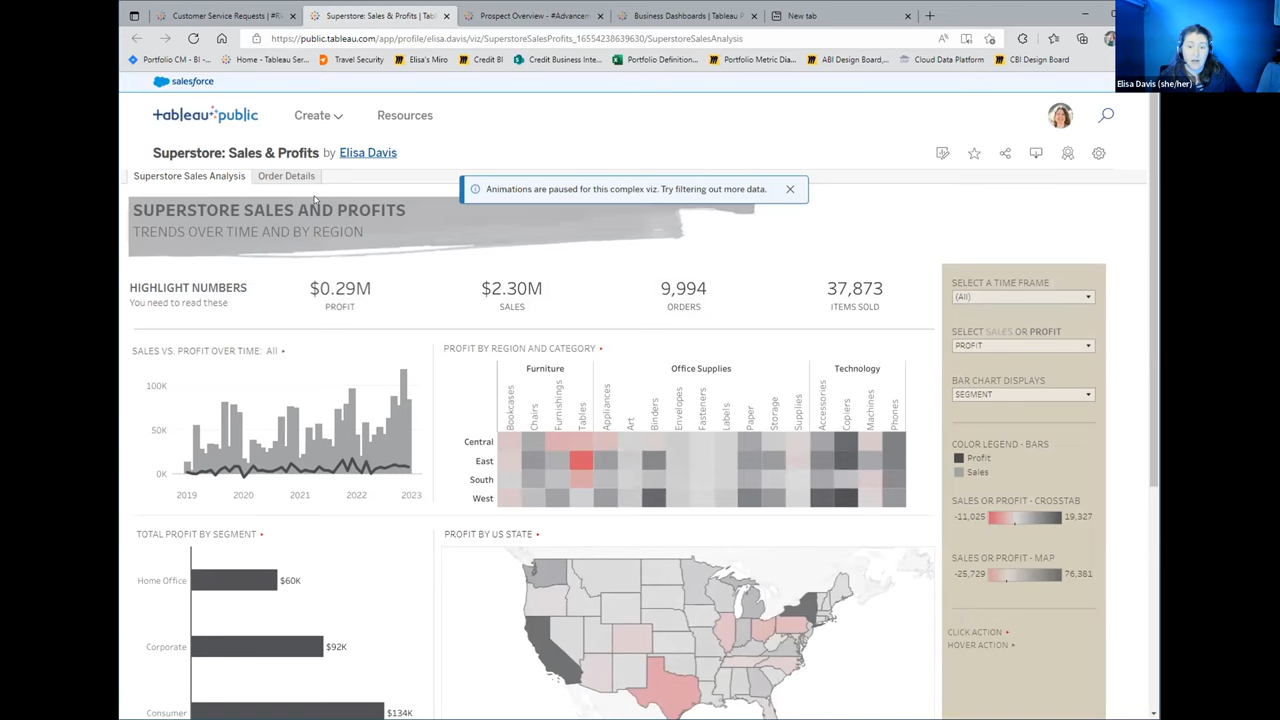 Customer Service Requests | #R
Superstore: Sales & Profits | Tabl
Prospect Overview - #Advancem
Business Dashboards | Tableau P
New tab
https://public.tableau.com/app/profile/elisa.davis/viz/SuperstoreSalesProfits_16554238639630/SuperstoreSalesAnalysis
Portfolio CM - BI -...
Home - Tableau Ser...
Travel Security
Elisa's Miro
Credit BI
Credit Business Inte...
Portfolio Definition...
Portfolio Metric Dia...
ABI Design Board,...
Cloud Data Platform
CBI Design Board
Elisa Davis (she/her)
salesforce
tableau public
Create
Resources
Superstore: Sales & Profits by Elisa Davis
Superstore Sales Analysis
Order Details
Animations are paused for this complex viz. Try filtering out more data.
SUPERSTORE SALES AND PROFITS
TRENDS OVER TIME AND BY REGION
HIGHLIGHT NUMBERS
You need to read these
$0.29M
PROFIT
$2.30M
SALES
9,994
ORDERS
37,873
ITEMS SOLD
SELECT A TIME FRAME
(All)
SELECT SALES OR PROFIT
PROFIT
BAR CHART DISPLAYS
SEGMENT
COLOR LEGEND - BARS
Profit
Sales
SALES OR PROFIT - CROSSTAB
-11,025
19,327
SALES OR PROFIT - MAP
-25,729
76,381
CLICK ACTION
HOVER ACTION
SALES VS. PROFIT OVER TIME: All
100K
50K
0K
2019
2020
2021
2022
2023
PROFIT BY REGION AND CATEGORY
Furniture
Office Supplies
Technology
Bookcases
Chairs
Furnishings
Tables
Appliances
Art
Binders
Envelopes
Fasteners
Labels
Paper
Storage
Supplies
Accessories
Copiers
Machines
Phones
Central
East
South
West
TOTAL PROFIT BY SEGMENT
Home Office
$60K
Corporate
$92K
Consumer
$134K
PROFIT BY US STATE